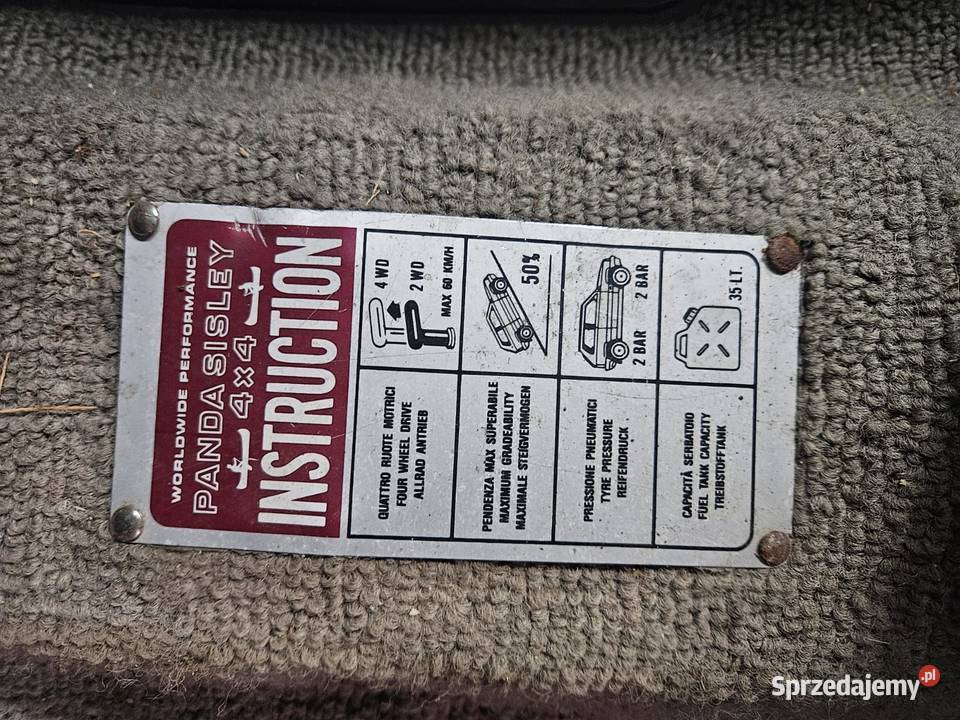 WORLDWIDE PERFORMANCE
PANDA SISLEY
4x4
INSTRUCTION
QUATTRO RUOTE MOTRICI
FOUR WHEEL DRIVE
ALLRAD ANTRIEB
4 WD
2 WD
MAX 60 KM/H
PENDENZA MAX SUPERABILE
MAXIMUM GRADEABILITY
MAXIMALE STEIGVERMOGEN
50%
PRESSIONE PNEUMATICI
TYRE PRESSURE
REIFENDRUCK
2 BAR 2 BAR
CAPACITÀ SERBATOIO
FUEL TANK CAPACITY
TREIBSTOFFTANK
35 LT.
Sprzedajemy.pl